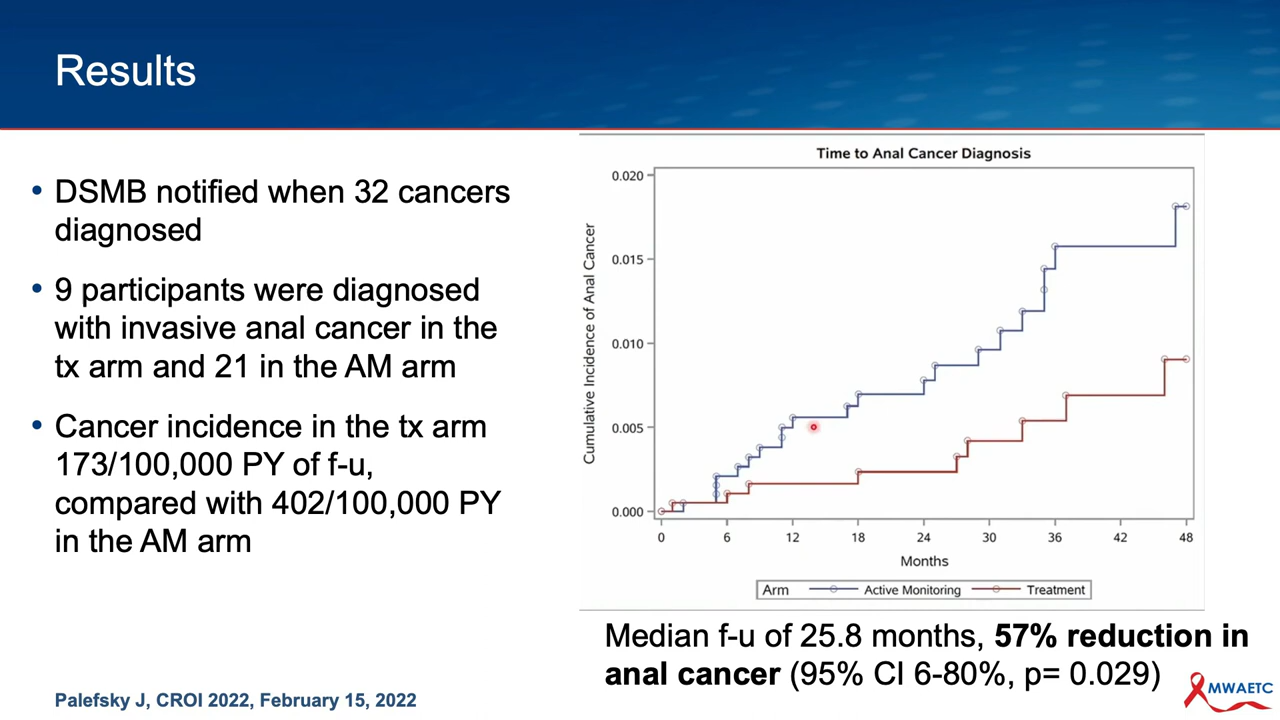 Results
• DSMB notified when 32 cancers
diagnosed
• 9 participants were diagnosed
with invasive anal cancer in the
tx arm and 21 in the AM arm
• Cancer incidence in the tx arm
173/100,000 PY of f-u,
compared with 402/100,000 PY
in the AM arm
Time to Anal Cancer Diagnosis
Cumulative Incidence of Anal Cancer
0.020
0.015
0.010
0.005
0.000
0 6 12 18 24 30 36 42 48
Months
Arm Active Monitoring Treatment
Median f-u of 25.8 months, 57% reduction in
anal cancer (95% CI 6-80%, p= 0.029)
Palefsky J, CROI 2022, February 15, 2022
MWAETC